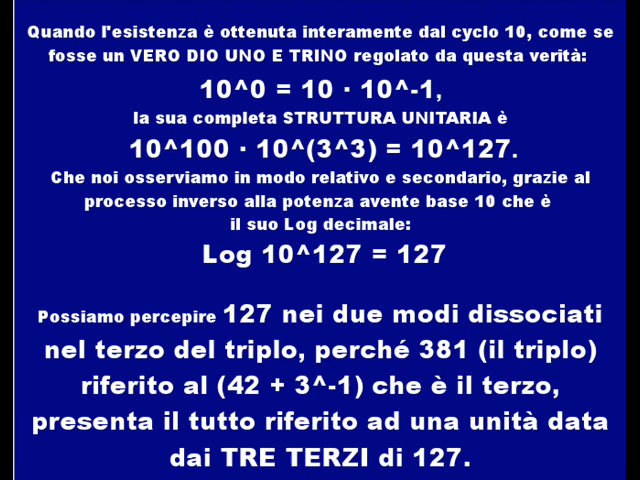 Quando l'esistenza è ottenuta interamente dal cyclo 10, come se
fosse un VERO DIO UNO E TRINO regolato da questa verità:
10^0 = 10 · 10^-1,
la sua completa STRUTTURA UNITARIA è
10^100 · 10^(3^3) = 10^127.
Che noi osserviamo in modo relativo e secondario, grazie al
processo inverso alla potenza avente base 10 che è
il suo Log decimale:
Log 10^127 = 127
Possiamo percepire 127 nei due modi dissociati
nel terzo del triplo, perché 381 (il triplo)
riferito al (42 + 3^-1) che è il terzo,
presenta il tutto riferito ad una unità data
dai TRE TERZI di 127.